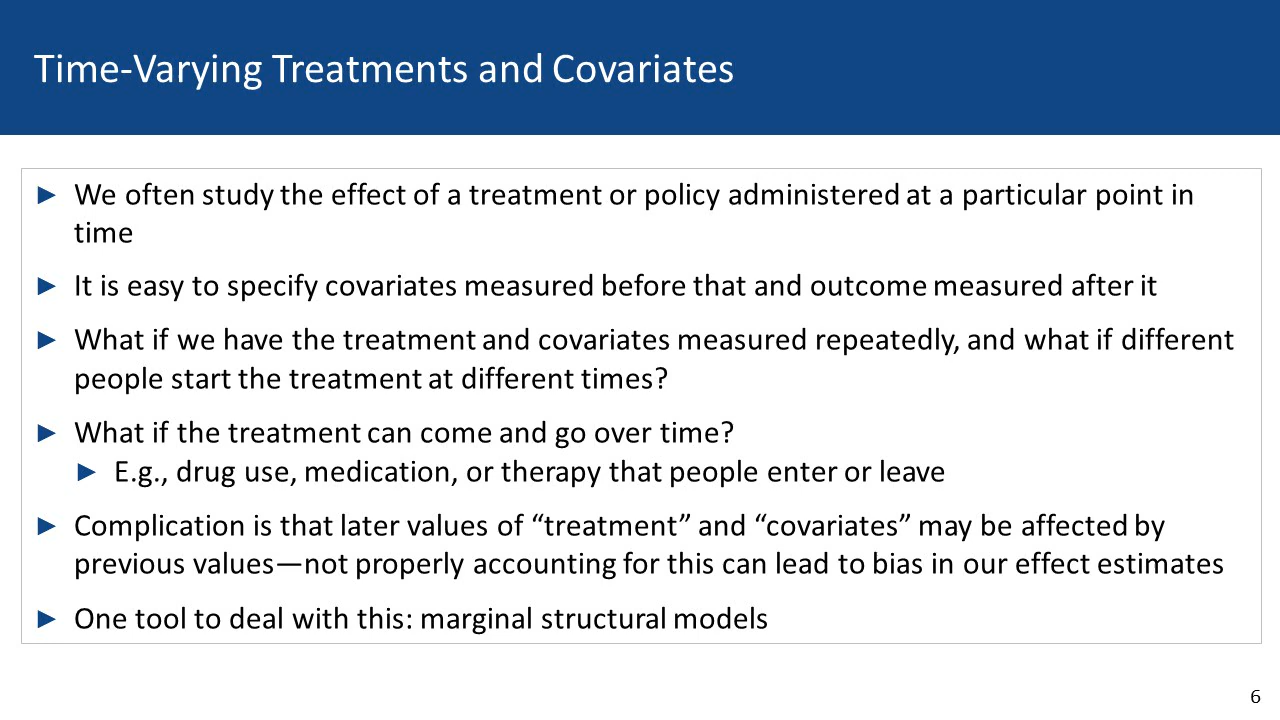 Time-Varying Treatments and Covariates
► We often study the effect of a treatment or policy administered at a particular point in
time
► It is easy to specify covariates measured before that and outcome measured after it
► What if we have the treatment and covariates measured repeatedly, and what if different
people start the treatment at different times?
► What if the treatment can come and go over time?
► E.g., drug use, medication, or therapy that people enter or leave
► Complication is that later values of “treatment” and “covariates” may be affected by
previous values—not properly accounting for this can lead to bias in our effect estimates
► One tool to deal with this: marginal structural models
6